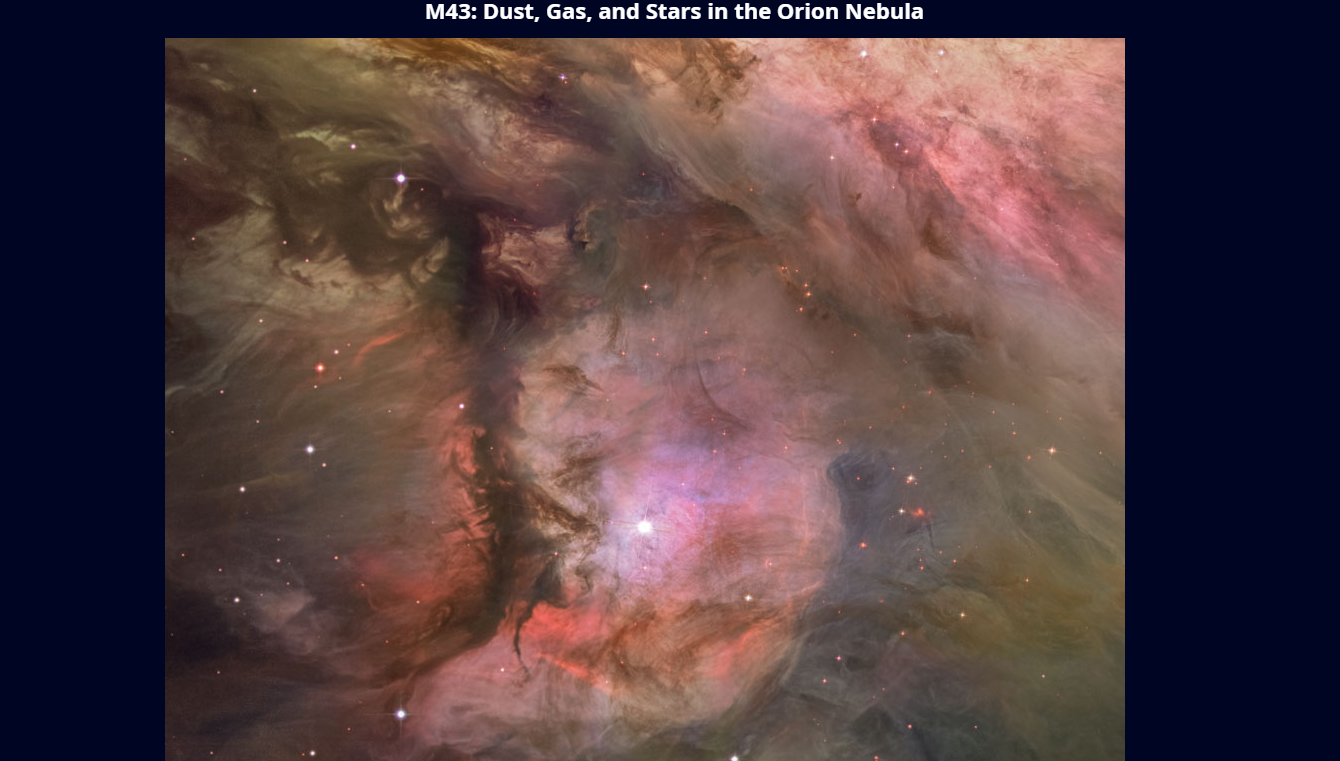 M43: Dust, Gas, and Stars in the Orion Nebula